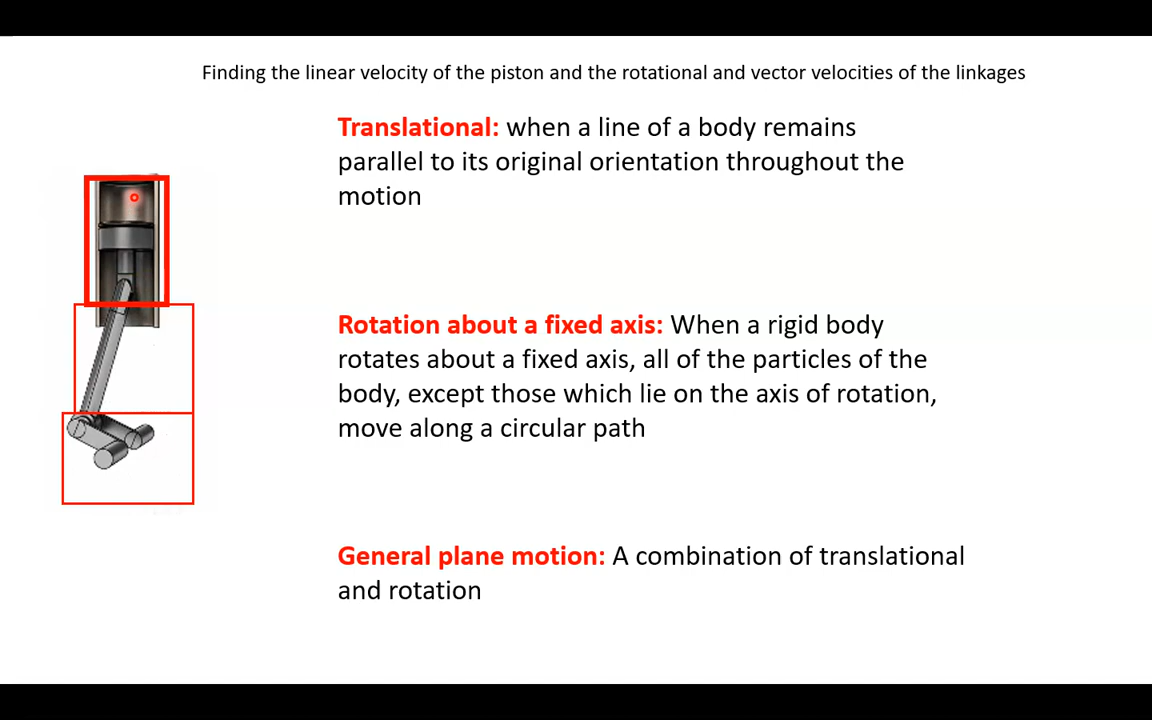 Finding the linear velocity of the piston and the rotational and vector velocities of the linkages
Translational: when a line of a body remains
parallel to its original orientation throughout the
motion
Rotation about a fixed axis: When a rigid body
rotates about a fixed axis, all of the particles of the
body, except those which lie on the axis of rotation,
move along a circular path
General plane motion: A combination of translational
and rotation